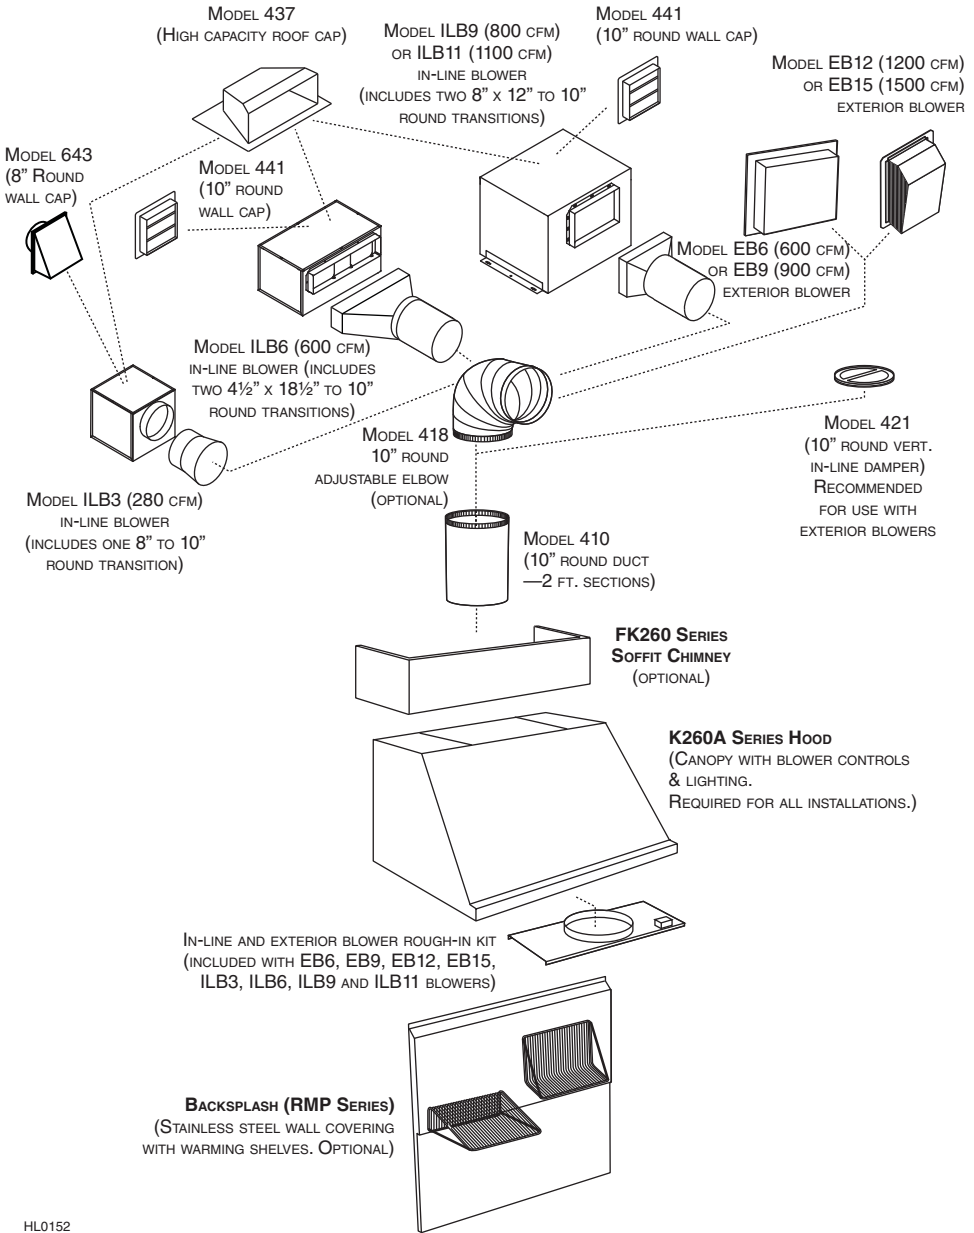 MODEL 437
(HIGH CAPACITY ROOF CAP)
MODEL ILB9 (800 CFM)
OR ILB11 (1100 CFM)
IN-LINE BLOWER
(INCLUDES TWO 8” X 12” TO 10”
ROUND TRANSITIONS)
MODEL 441
(10” ROUND WALL CAP)
MODEL EB12 (1200 CFM)
OR EB15 (1500 CFM)
EXTERIOR BLOWER
MODEL 643
(8” ROUND
WALL CAP)
MODEL 441
(10” ROUND
WALL CAP)
MODEL EB6 (600 CFM)
OR EB9 (900 CFM)
EXTERIOR BLOWER
MODEL ILB6 (600 CFM)
IN-LINE BLOWER (INCLUDES
TWO 4½” X 18½” TO 10”
ROUND TRANSITIONS)
MODEL 418
10” ROUND
ADJUSTABLE ELBOW
(OPTIONAL)
MODEL 421
(10” ROUND VERT.
IN-LINE DAMPER)
RECOMMENDED
FOR USE WITH
EXTERIOR BLOWERS
MODEL ILB3 (280 CFM)
IN-LINE BLOWER
(INCLUDES ONE 8” TO 10”
ROUND TRANSITION)
MODEL 410
(10” ROUND DUCT
—2 FT. SECTIONS)
FK260 SERIES
SOFFIT CHIMNEY
(OPTIONAL)
K260A SERIES HOOD
(CANOPY WITH BLOWER CONTROLS
& LIGHTING.
REQUIRED FOR ALL INSTALLATIONS.)
IN-LINE AND EXTERIOR BLOWER ROUGH-IN KIT
(INCLUDED WITH EB6, EB9, EB12, EB15,
ILB3, ILB6, ILB9 AND ILB11 BLOWERS)
BACKSPLASH (RMP SERIES)
(STAINLESS STEEL WALL COVERING
WITH WARMING SHELVES. OPTIONAL)
HL0152